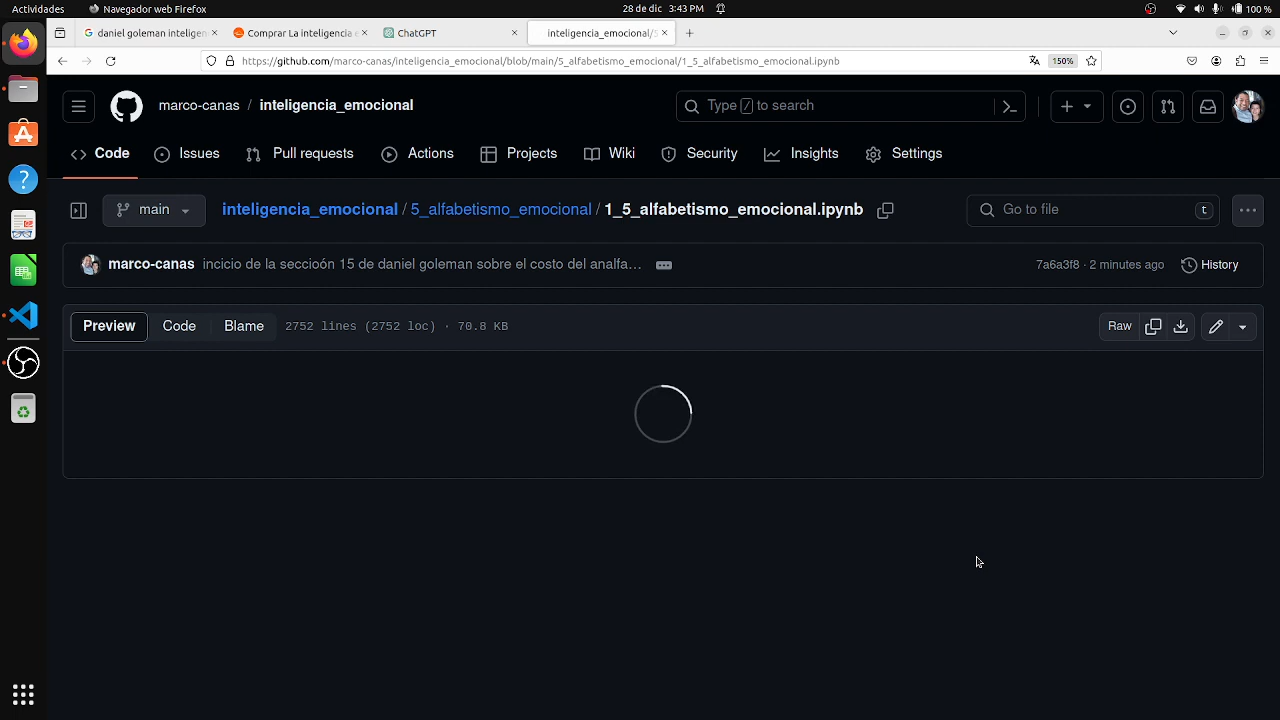 Actividades
Navegador web Firefox
28 de dic 3:43 PM
100 %
daniel goleman inteligen
Comprar La inteligencia e
ChatGPT
inteligencia_emocional/5
https://github.com/marco-canas/inteligencia_emocional/blob/main/5_alfabetismo_emocional/1_5_alfabetismo_emocional.ipynb
150%
marco-canas / inteligencia_emocional
Type / to search
Code
Issues
Pull requests
Actions
Projects
Wiki
Security
Insights
Settings
main
inteligencia_emocional / 5_alfabetismo_emocional / 1_5_alfabetismo_emocional.ipynb
Go to file
t
marco-canas incicio de la seccioón 15 de daniel goleman sobre el costo del analfa…
7a6a3f8 · 2 minutes ago
History
Preview
Code
Blame
2752 lines (2752 loc) · 70.8 KB
Raw